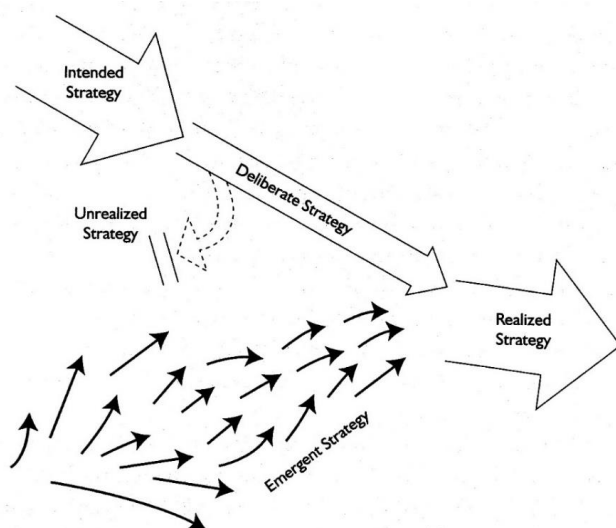 Intended
Strategy
Deliberate Strategy
Unrealized
Strategy
Realized
Strategy
Emergent Strategy